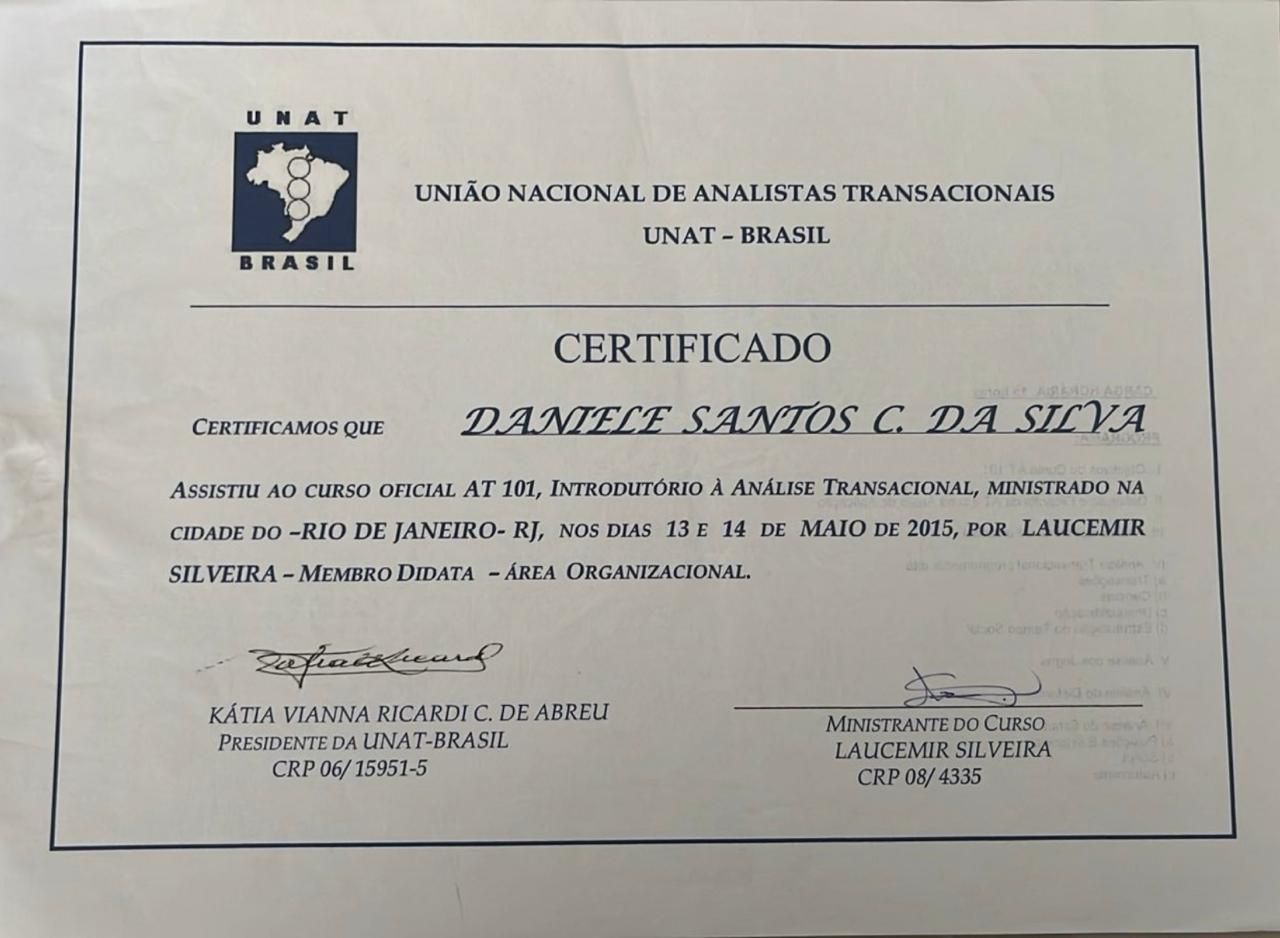 UNAT
BRASIL
UNIÃO NACIONAL DE ANALISTAS TRANSACIONAIS
UNAT – BRASIL
CERTIFICADO
CERTIFICAMOS QUE DANIELE SANTOS C. DA SILVA
ASSISTIU AO CURSO OFICIAL AT 101, INTRODUTÓRIO À ANÁLISE TRANSACIONAL, MINISTRADO NA
CIDADE DO –RIO DE JANEIRO- RJ, NOS DIAS 13 E 14 DE MAIO DE 2015, POR LAUCEMIR
SILVEIRA – MEMBRO DIDATA – ÁREA ORGANIZACIONAL.
KÁTIA VIANNA RICARDI C. DE ABREU
PRESIDENTE DA UNAT-BRASIL
CRP 06/ 15951-5
MINISTRANTE DO CURSO
LAUCEMIR SILVEIRA
CRP 08/ 4335